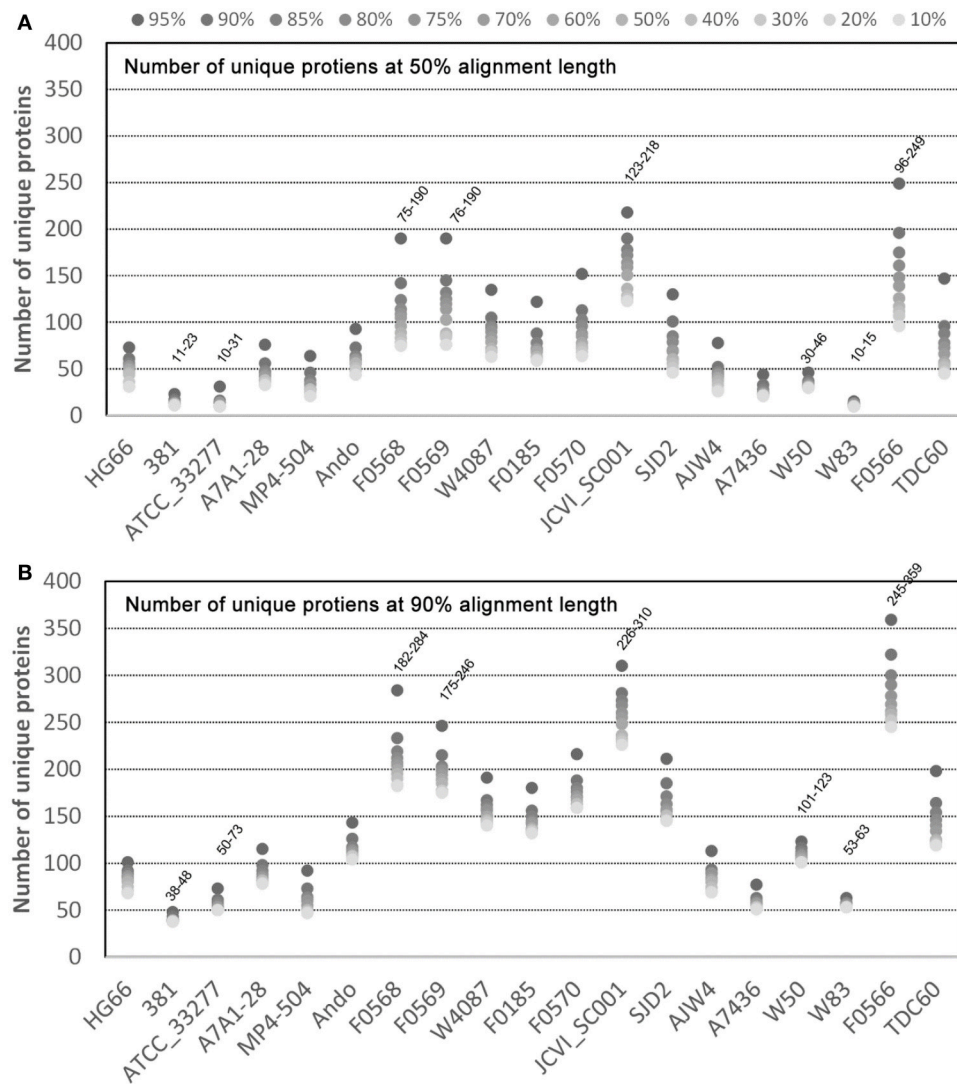 A
95% 90% 85% 80% 75% 70% 60% 50% 40% 30% 20% 10%
Number of unique protiens at 50% alignment length
Number of unique proteins
400
350
300
250
200
150
100
50
0
11-23
10-31
75-190
76-190
123-218
30-46
10-15
96-249
HG66
381
ATCC_33277
A7A1-28
MP4-504
Ando
F0568
F0569
W4087
F0185
F0570
JCVI_SC001
SJD2
AJW4
A7436
W50
W83
F0566
TDC60
B
Number of unique protiens at 90% alignment length
Number of unique proteins
400
350
300
250
200
150
100
50
0
38-48
50-73
182-284
175-246
226-310
101-123
53-63
245-359
HG66
381
ATCC_33277
A7A1-28
MP4-504
Ando
F0568
F0569
W4087
F0185
F0570
JCVI_SC001
SJD2
AJW4
A7436
W50
W83
F0566
TDC60